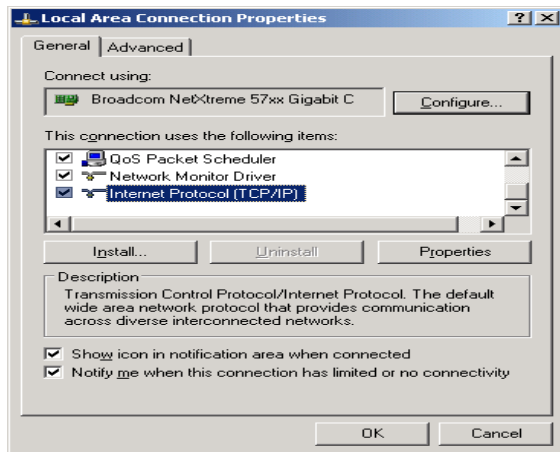 Local Area Connection Properties
General Advanced
Connect using:
Broadcom NetXtreme 57xx Gigabit C
Configure...
This connection uses the following items:
QoS Packet Scheduler
Network Monitor Driver
Internet Protocol (TCP/IP)
Install... Uninstall Properties
Description
Transmission Control Protocol/Internet Protocol. The default
wide area network protocol that provides communication
across diverse interconnected networks.
Show icon in notification area when connected
Notify me when this connection has limited or no connectivity
OK Cancel